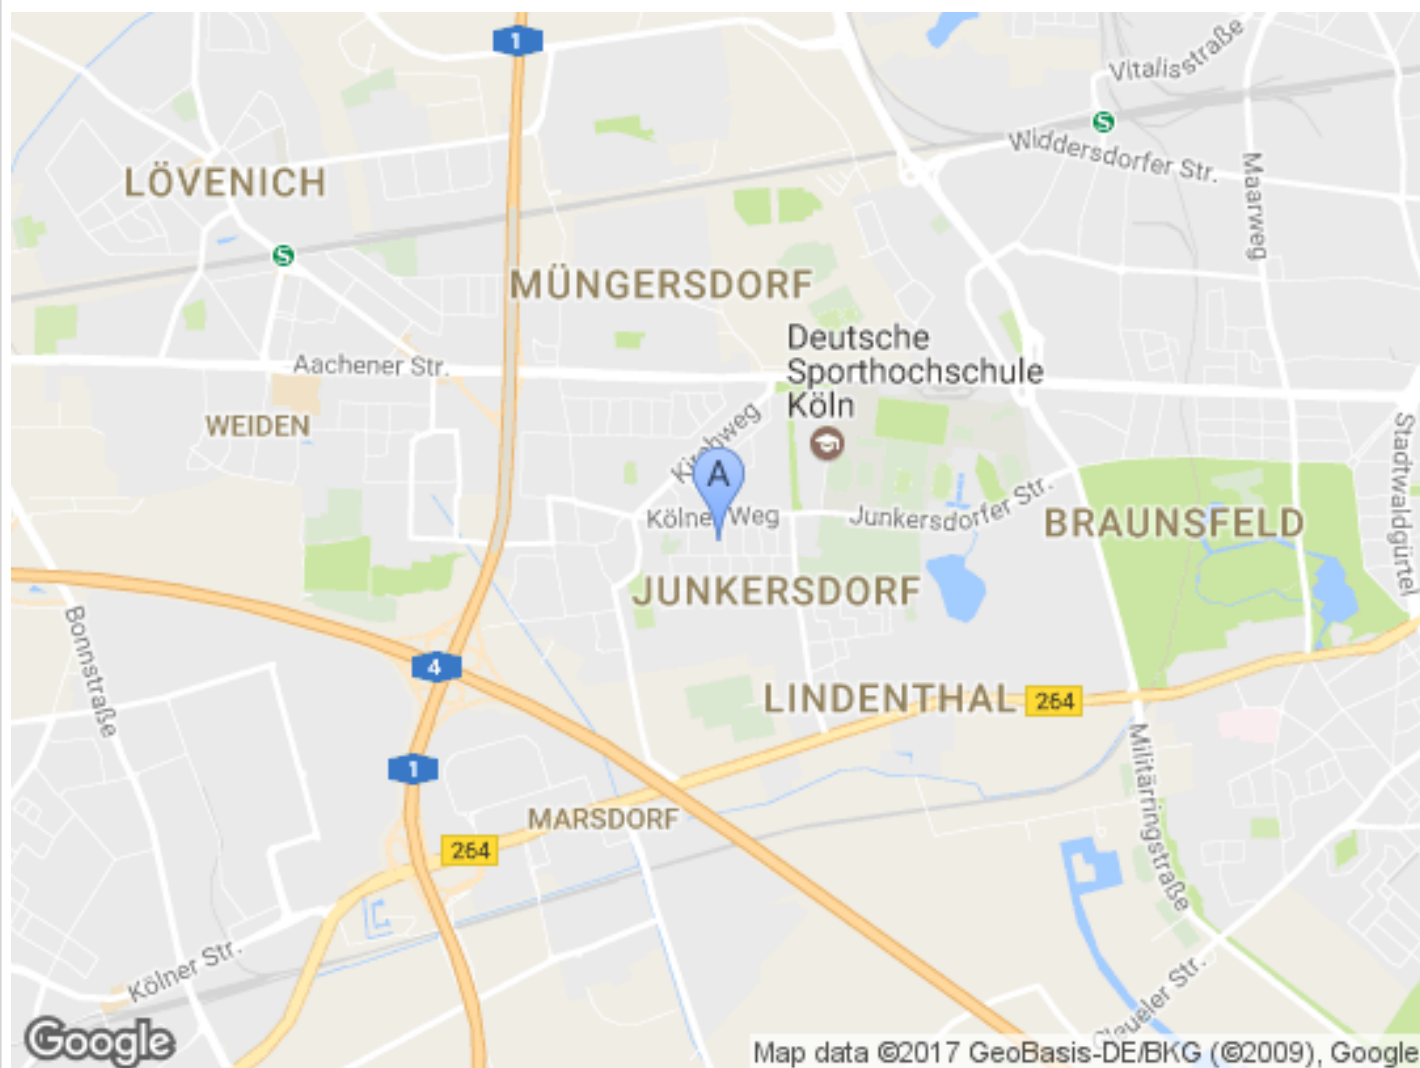 1
Vitalisstraße
S
Widdersdorfer Str.
LÖVENICH
Maarweg
S
MÜNGERSDORF
Deutsche
Sporthochschule
Köln
Aachener Str.
WEIDEN
Kirchweg
Stadtwaldgürtel
A
Kölner Weg
Junkersdorfer Str.
BRAUNSFELD
JUNKERSDORF
Bonnstraße
4
LINDENTHAL
264
1
Militärringstraße
MARSDORF
264
Kölner Str.
Gleueler Str.
Google
Map data ©2017 GeoBasis-DE/BKG (©2009), Google